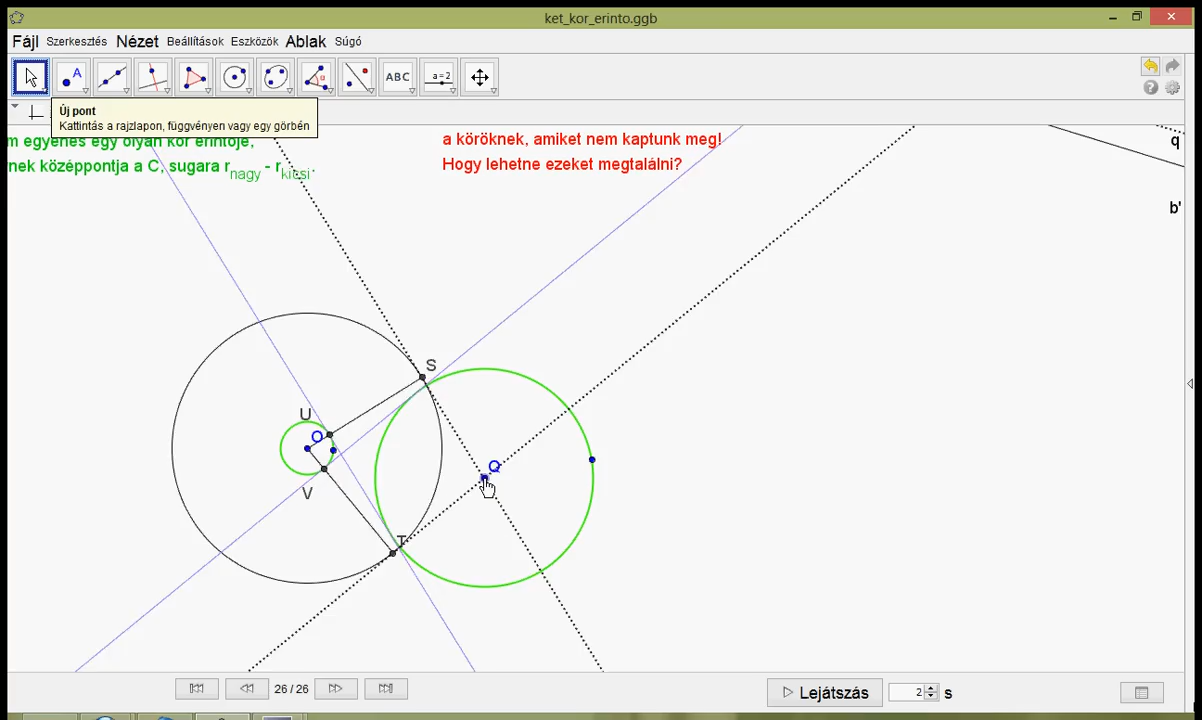 ket_kor_erinto.ggb
Fájl Szerkesztés Nézet Beállítások Eszközök Ablak Súgó
A
ABC
a=2
Új pont
Kattintás a rajzlapon, függvényen vagy egy görbén
m egyenes egy olyan kör érintője,
nek középpontja a C, sugara rnagy - rkicsi.
a köröknek, amiket nem kaptunk meg!
Hogy lehetne ezeket megtalálni?
q
b'
S
U
O
Q
V
T
26 / 26
Lejátszás
2 s